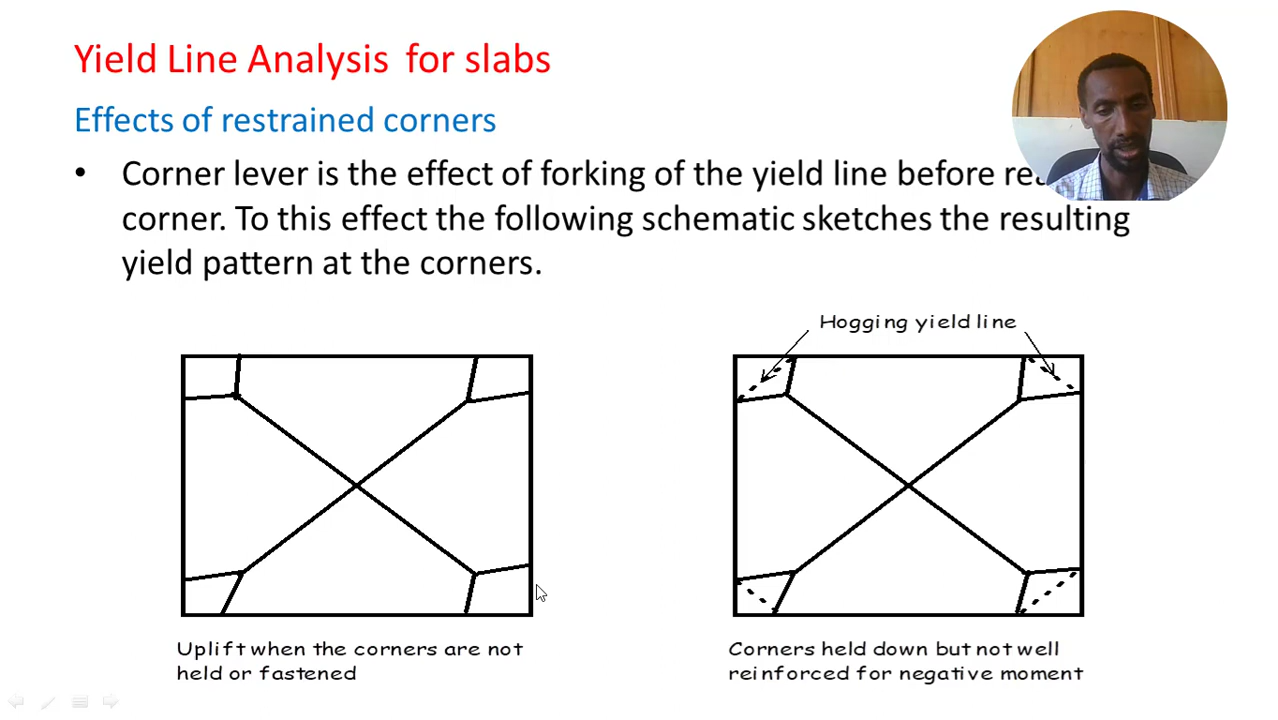 Yield Line Analysis for slabs
Effects of restrained corners
• Corner lever is the effect of forking of the yield line before
corner. To this effect the following schematic sketches the resulting
yield pattern at the corners.
Hogging yield line
Uplift when the corners are not
held or fastened
Corners held down but not well
reinforced for negative moment